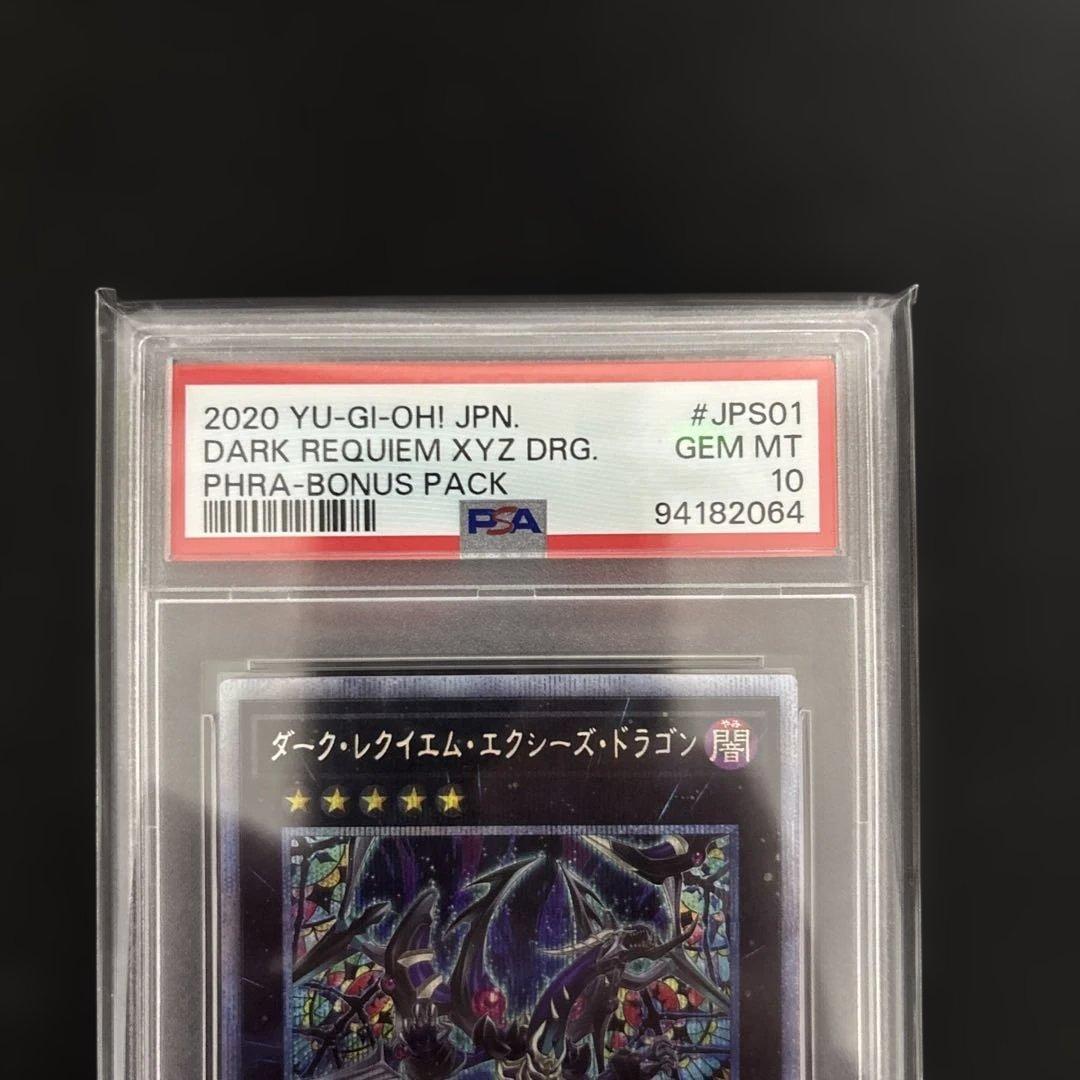 2020 YU-GI-OH! JPN. #JPS01
DARK REQUIEM XYZ DRG. GEM MT
PHRA-BONUS PACK 10
PSA 94182064
ダーク・レクイエム・エクシーズ・ドラゴン
やみ
闇